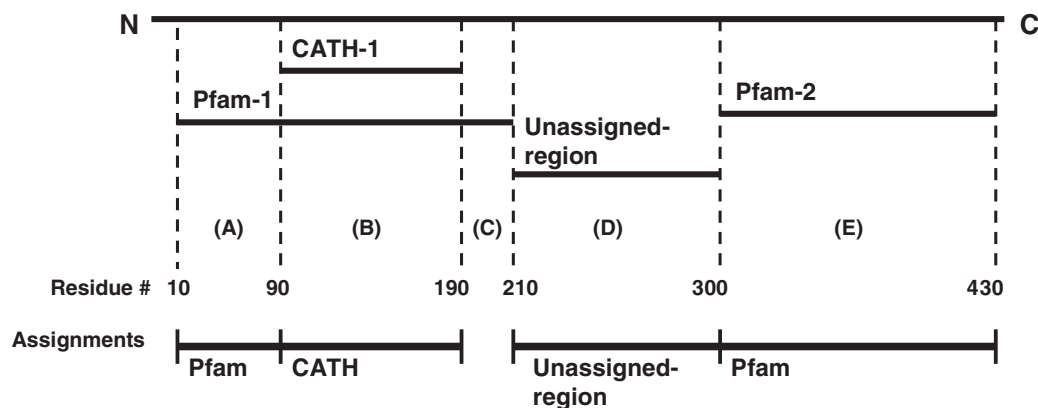 N C
CATH-1
Pfam-1 Pfam-2
Unassigned-
region
(A) (B) (C) (D) (E)
Residue # 10 90 190 210 300 430
Assignments
Pfam CATH Unassigned- Pfam
region